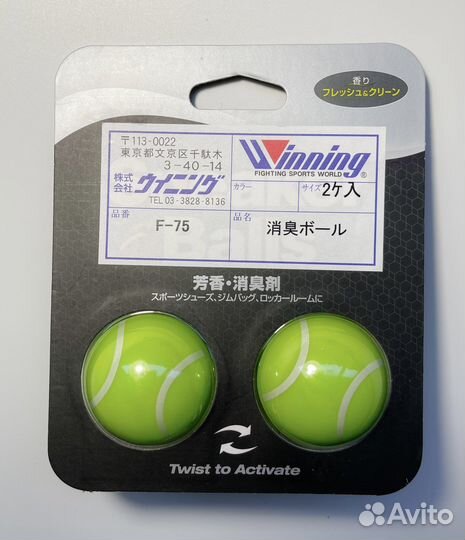 香り
フレッシュ&クリーン
〒113-0022
東京都文京区千駄木
3-40-14
株式会社 ウイニング
TEL 03-3828-8136
Winning®
FIGHTING SPORTS WORLD
カラー
サイズ 2ケ入
品番 F-75
品名 消臭ボール
芳香・消臭剤
スポーツシューズ、ジムバッグ、ロッカールームに
Twist to Activate
Avito